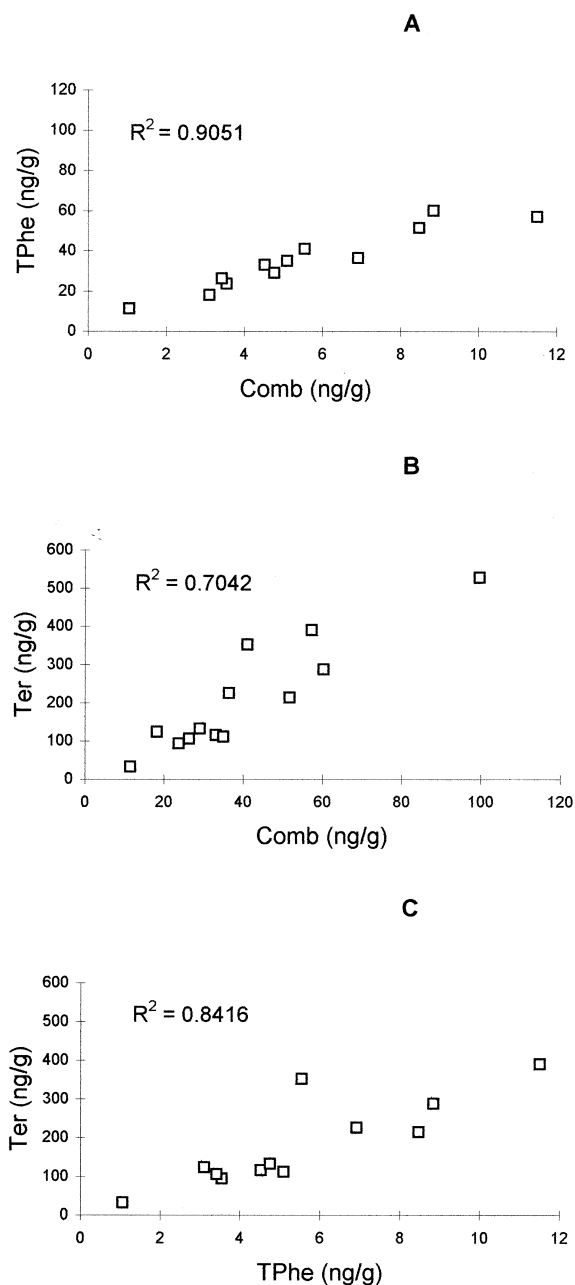 A
120
R² = 0.9051
100
80
60
40
20
0
TPhe (ng/g)
0 2 4 6 8 10 12
Comb (ng/g)
B
600
R² = 0.7042
500
400
300
200
100
0
Ter (ng/g)
0 20 40 60 80 100 120
Comb (ng/g)
C
600
R² = 0.8416
500
400
300
200
100
0
Ter (ng/g)
0 2 4 6 8 10 12
TPhe (ng/g)